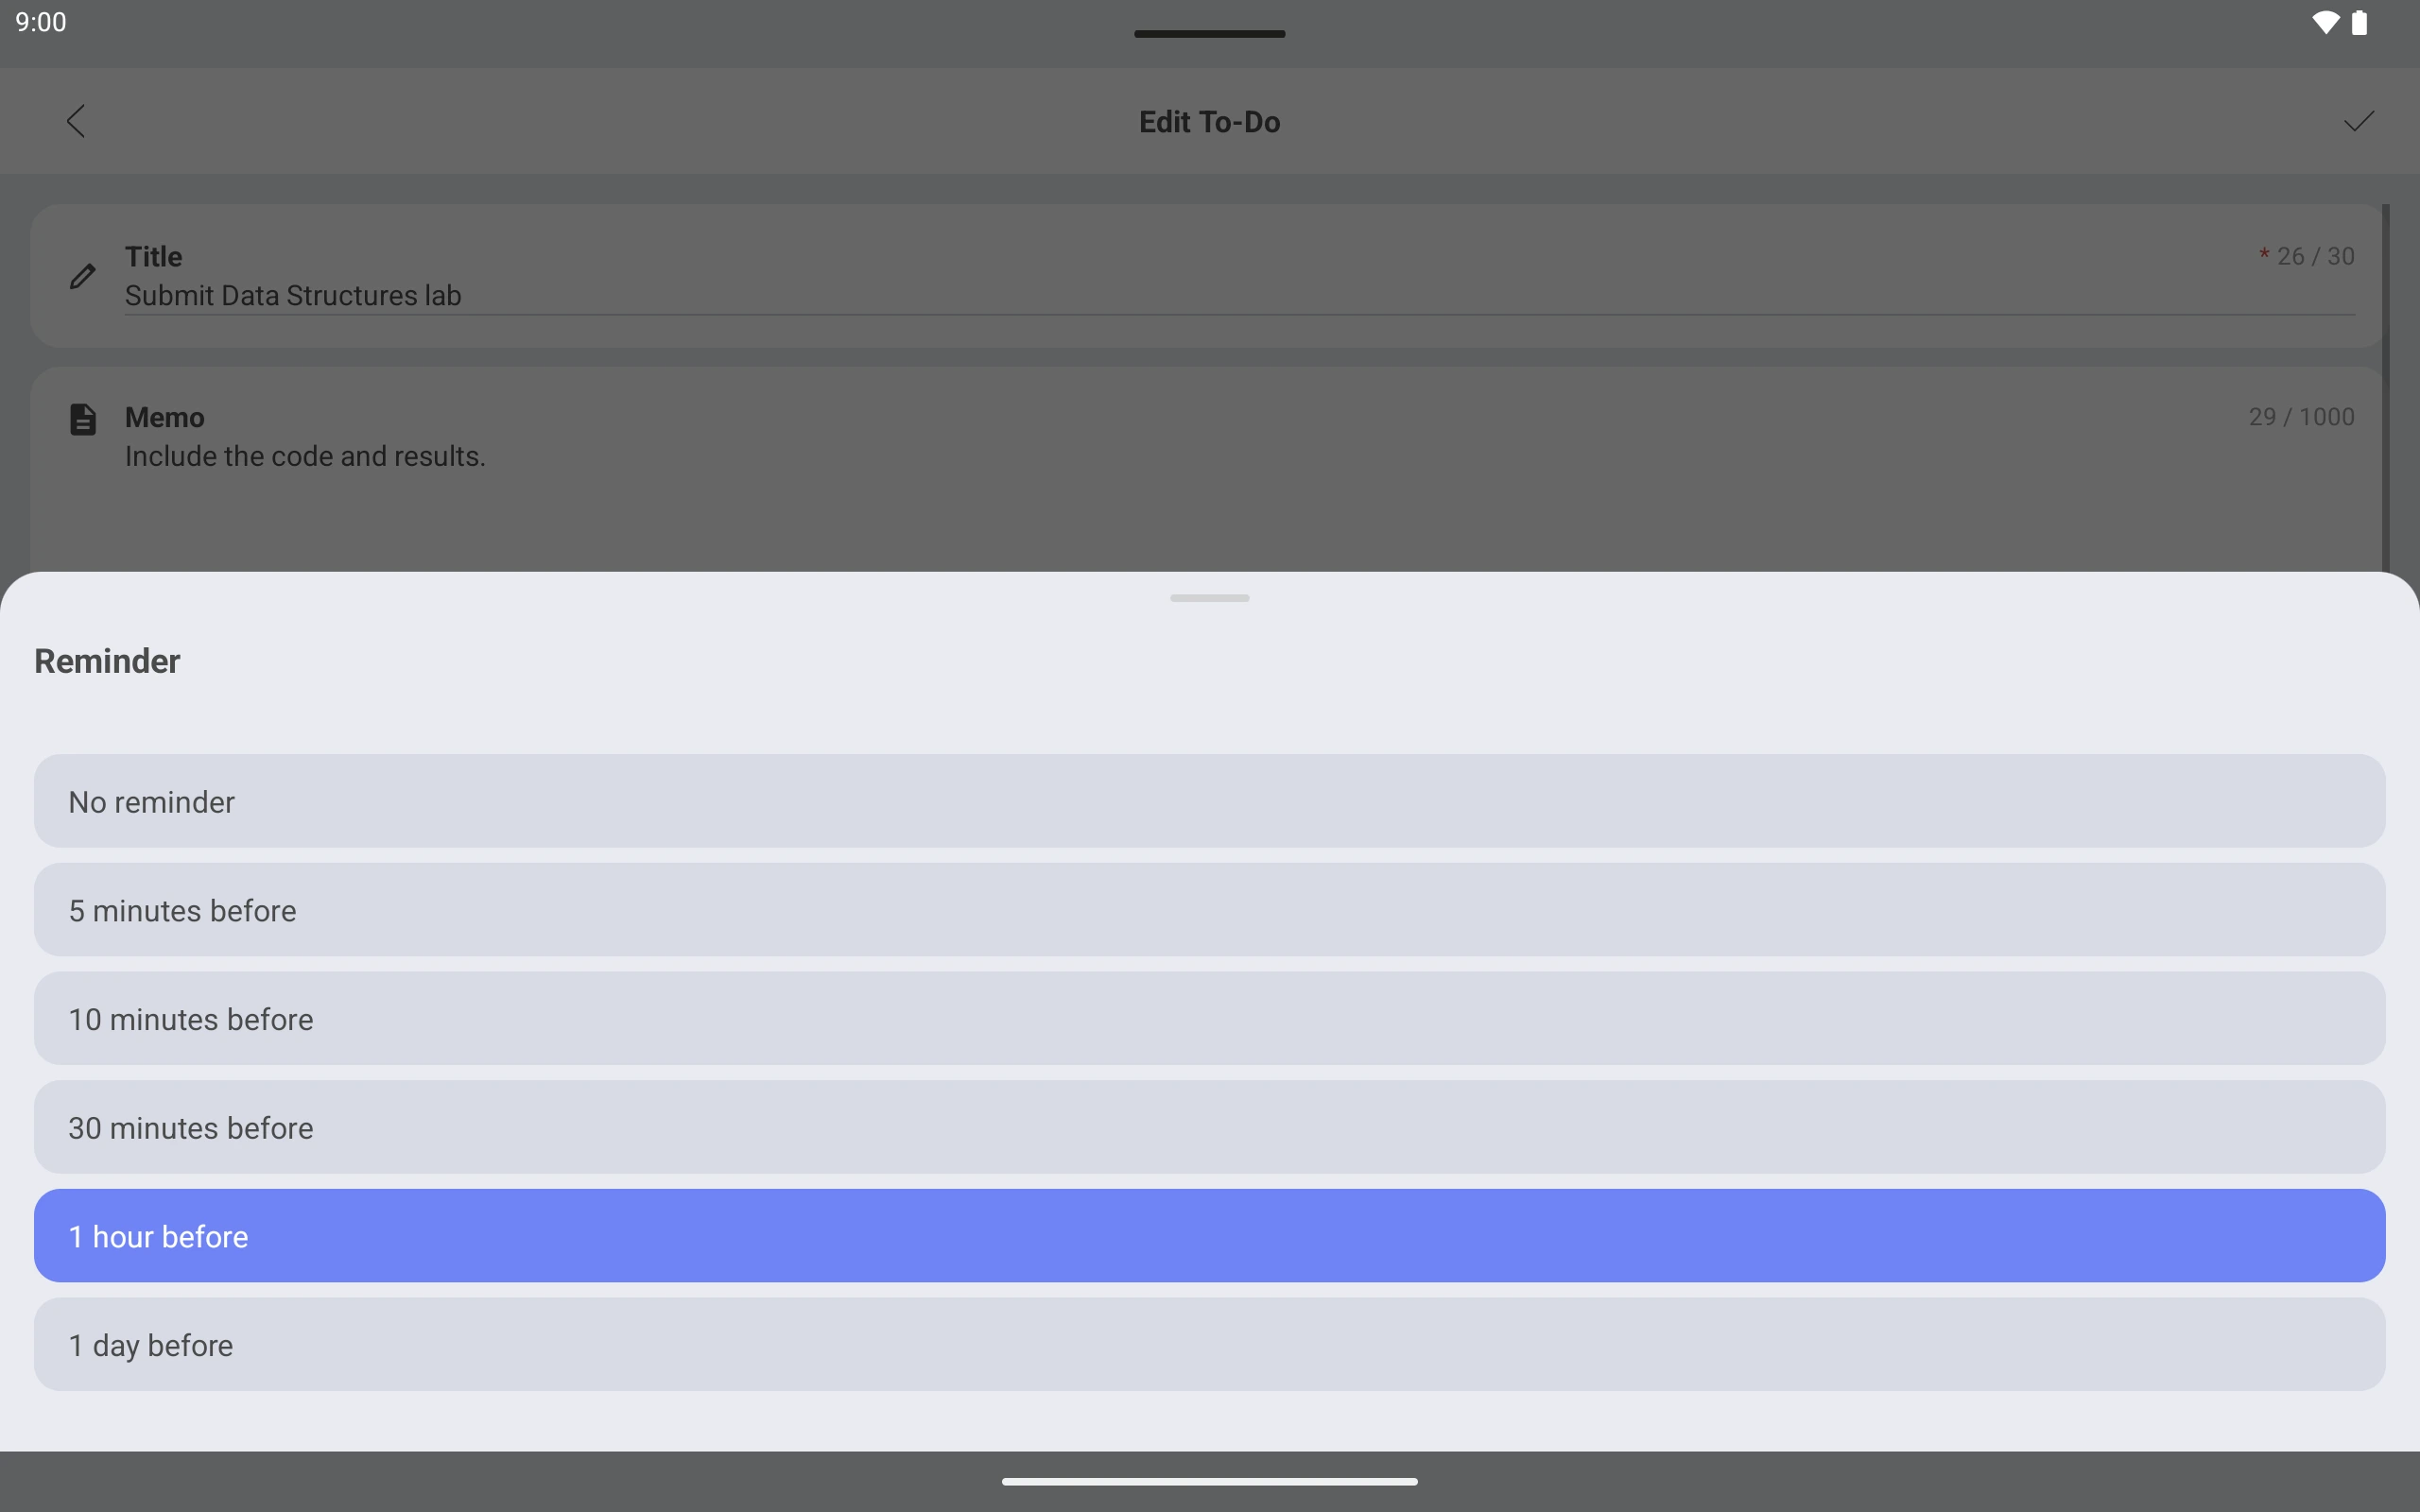 9:00
Edit To-Do
Title
* 26 / 30
Submit Data Structures lab
Memo
29 / 1000
Include the code and results.
Reminder
No reminder
5 minutes before
10 minutes before
30 minutes before
1 hour before
1 day before